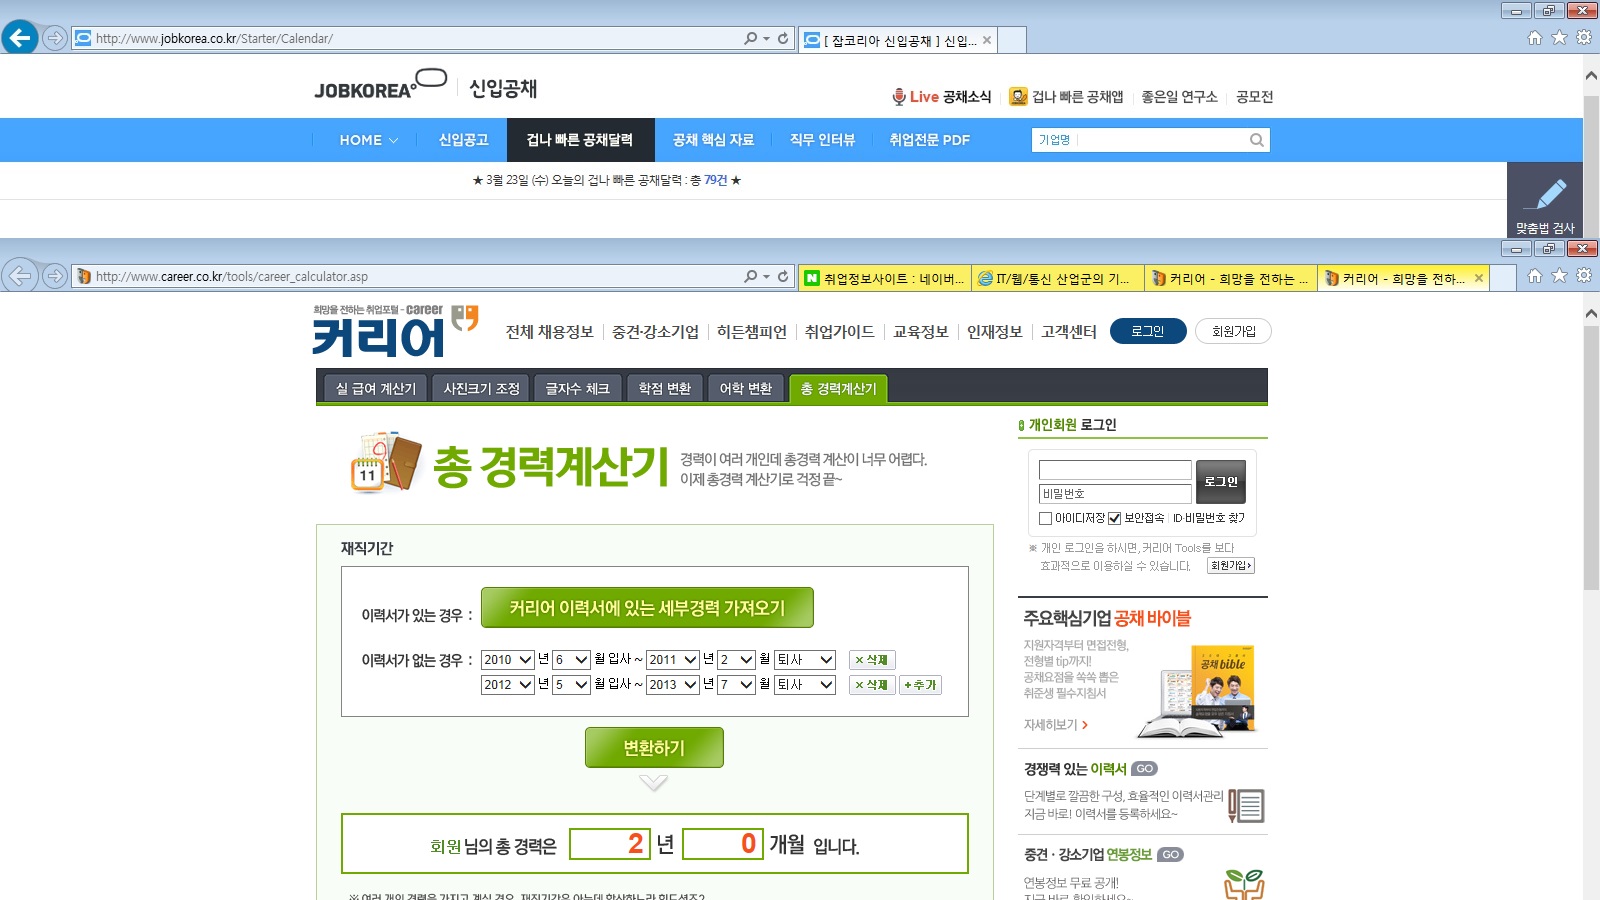 http://www.jobkorea.co.kr/Starter/Calendar/
[ 잡코리아 신입공채 ] 신입...
JOBKOREA 신입공채
Live 공채소식 겁나 빠른 공채앱 좋은일 연구소 공모전
HOME 신입공고 겁나 빠른 공채달력 공채 핵심 자료 직무 인터뷰 취업전문 PDF 기업명
★ 3월 23일 (수) 오늘의 겁나 빠른 공채달력 : 총 79건 ★
맞춤법 검사
http://www.career.co.kr/tools/career_calculator.asp
취업정보사이트 : 네이버...
IT/웹/통신 산업군의 기...
커리어 - 희망을 전하는 ...
커리어 - 희망을 전하...
희망을 전하는 취업포털 - career
커리어
전체 채용정보 중견·강소기업 히든챔피언 취업가이드 교육정보 인재정보 고객센터 로그인 회원가입
실 급여 계산기 사진크기 조정 글자수 체크 학점 변환 어학 변환 총 경력계산기
11
총 경력계산기
경력이 여러 개인데 총경력 계산이 너무 어렵다.
이제 총경력 계산기로 걱정 끝~
재직기간
이력서가 있는 경우 : 커리어 이력서에 있는 세부경력 가져오기
이력서가 없는 경우 : 2010 년 6 월 입사 ~ 2011 년 2 월 퇴사 × 삭제
2012 년 5 월 입사 ~ 2013 년 7 월 퇴사 × 삭제 + 추가
변환하기
회원 님의 총 경력은 2 년 0 개월 입니다.
※ 여러 개의 경력을 가지고 계실 경우, 재직기간은 아는데 환산하느라 힘드셨죠?
개인회원 로그인
비밀번호
로그인
아이디저장 보안접속 ID·비밀번호 찾기
※ 개인 로그인을 하시면, 커리어 Tools를 보다
효과적으로 이용하실 수 있습니다. 회원가입
주요핵심기업 공채 바이블
지원자격부터 면접전형,
전형별 tip까지!
공채요점을 쏙쏙 뽑은
취준생 필수지침서
자세히보기
공채 bible
경쟁력 있는 이력서 GO
단계별로 깔끔한 구성, 효율적인 이력서관리
지금 바로! 이력서를 등록하세요~
중견 · 강소기업 연봉정보 GO
연봉정보 무료 공개!
지금 바로 확인하세요~